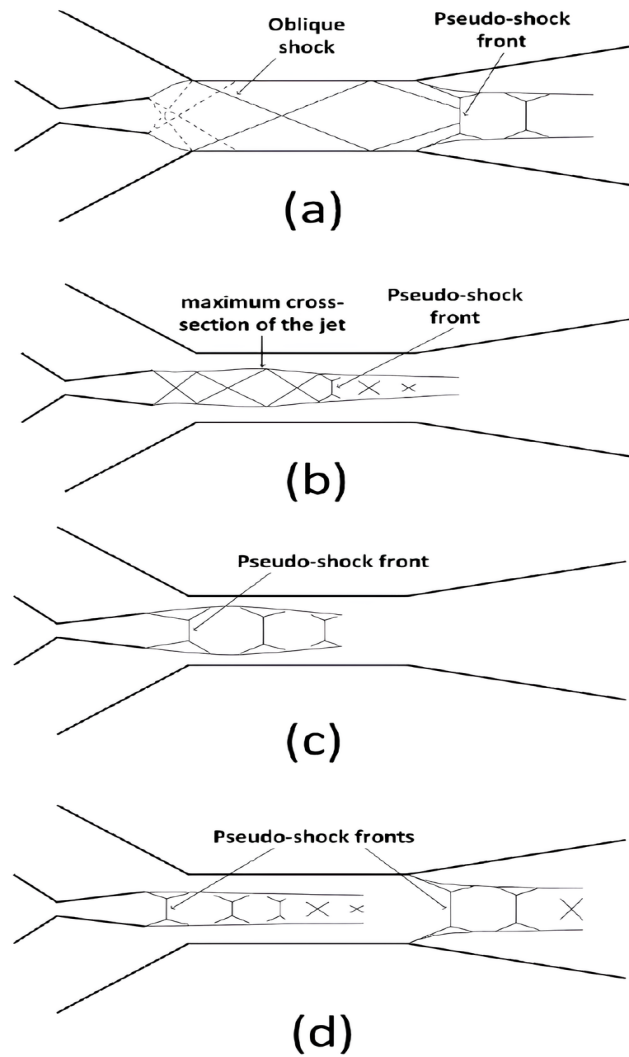 Oblique
shock
Pseudo-shock
front
(a)
maximum cross-
section of the jet
Pseudo-shock
front
(b)
Pseudo-shock front
(c)
Pseudo-shock fronts
(d)